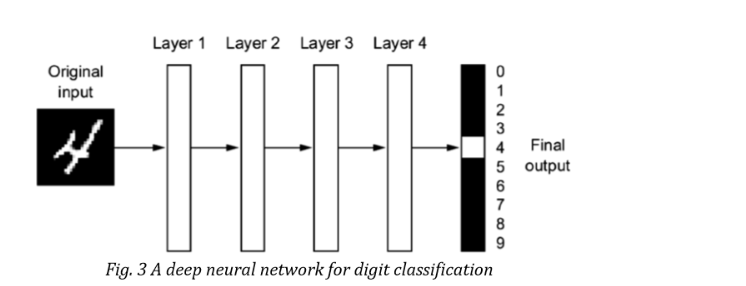 Layer 1 Layer 2 Layer 3 Layer 4
Original
input
0
1
2
3
4
5
6
7
8
9
Final
output
Fig. 3 A deep neural network for digit classification